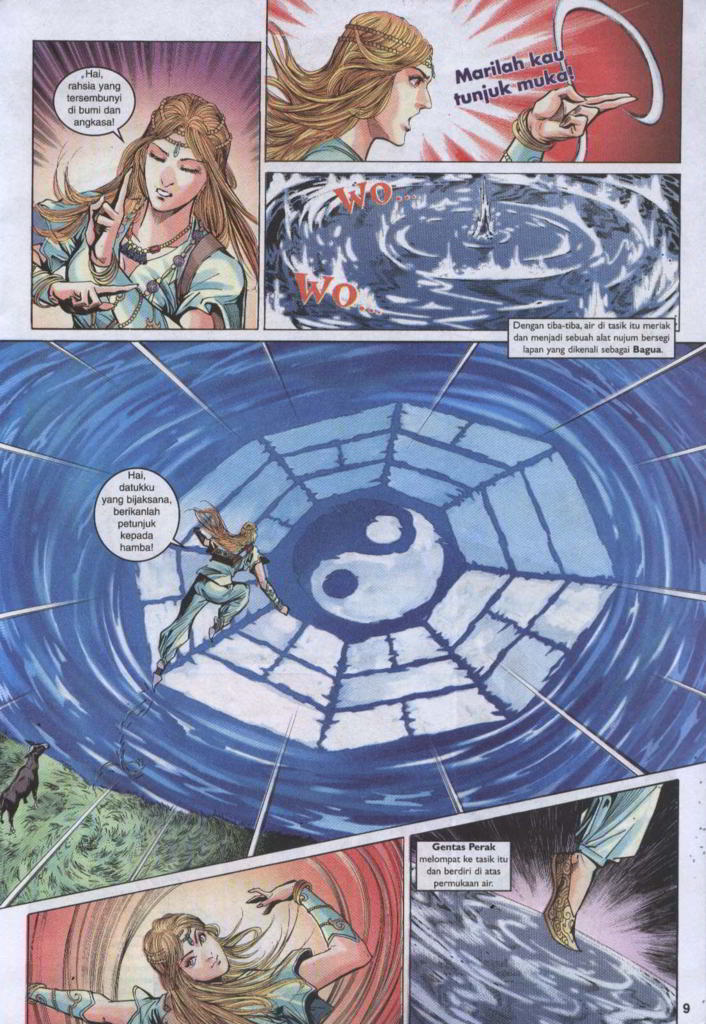 Hai,
rahsia yang
tersembunyi
di bumi dan
angkasa!
Marilah kau
tunjuk muka!
WO...
WO...
Dengan tiba-tiba, air di tasik itu meriak
dan menjadi sebuah alat nujum bersegi
lapan yang dikenali sebagai Bagua.
Hai,
datukku
yang bijaksana,
berikanlah
petunjuk
kepada
hamba!
Gentas Perak
melompat ke tasik itu
dan berdiri di atas
permukaan air.
9